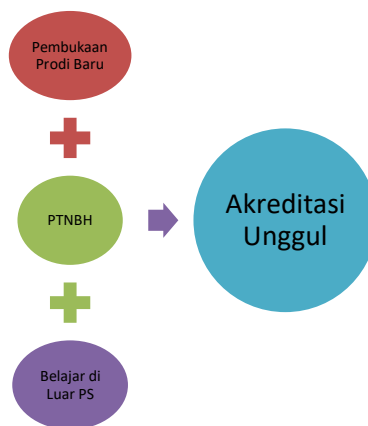 Pembukaan
Prodi Baru
PTNBH
Akreditasi
Unggul
Belajar di
Luar PS